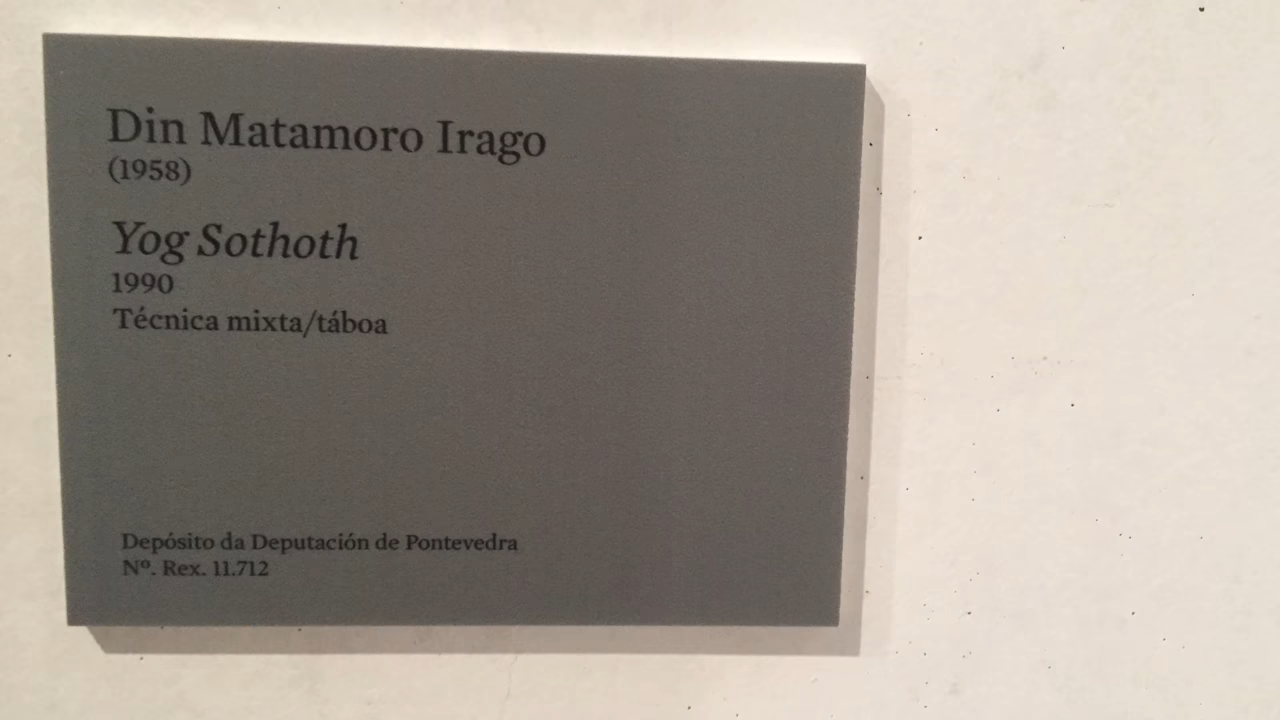 Din Matamoro Irago
(1958)
Yog Sothoth
1990
Técnica mixta/táboa
Depósito da Deputación de Pontevedra
Nº. Rex. 11.712